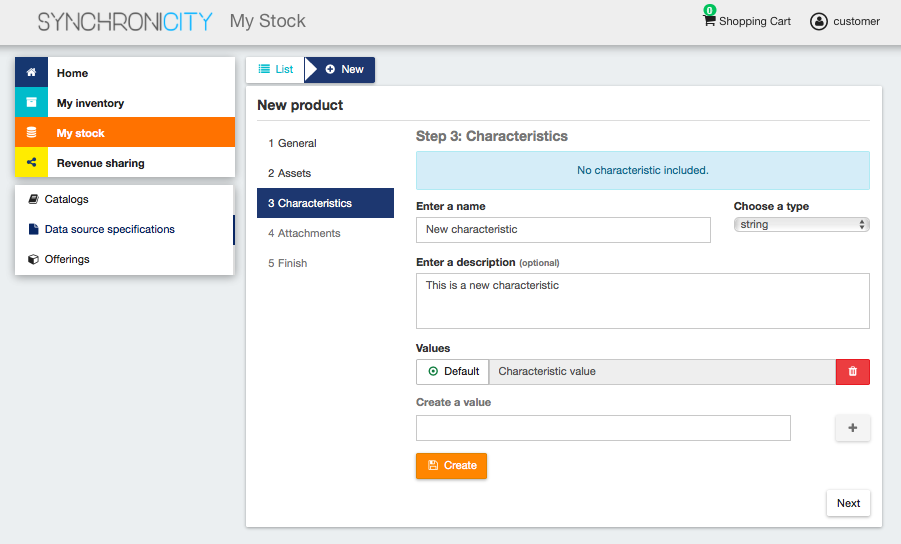 SYNCHRONICITY My Stock
0
Shopping Cart customer
Home
My inventory
My stock
Revenue sharing
Catalogs
Data source specifications
Offerings
List New
New product
1 General
2 Assets
3 Characteristics
4 Attachments
5 Finish
Step 3: Characteristics
No characteristic included.
Enter a name Choose a type
New characteristic string
Enter a description (optional)
This is a new characteristic
Values
Default Characteristic value
Create a value
Create
Next